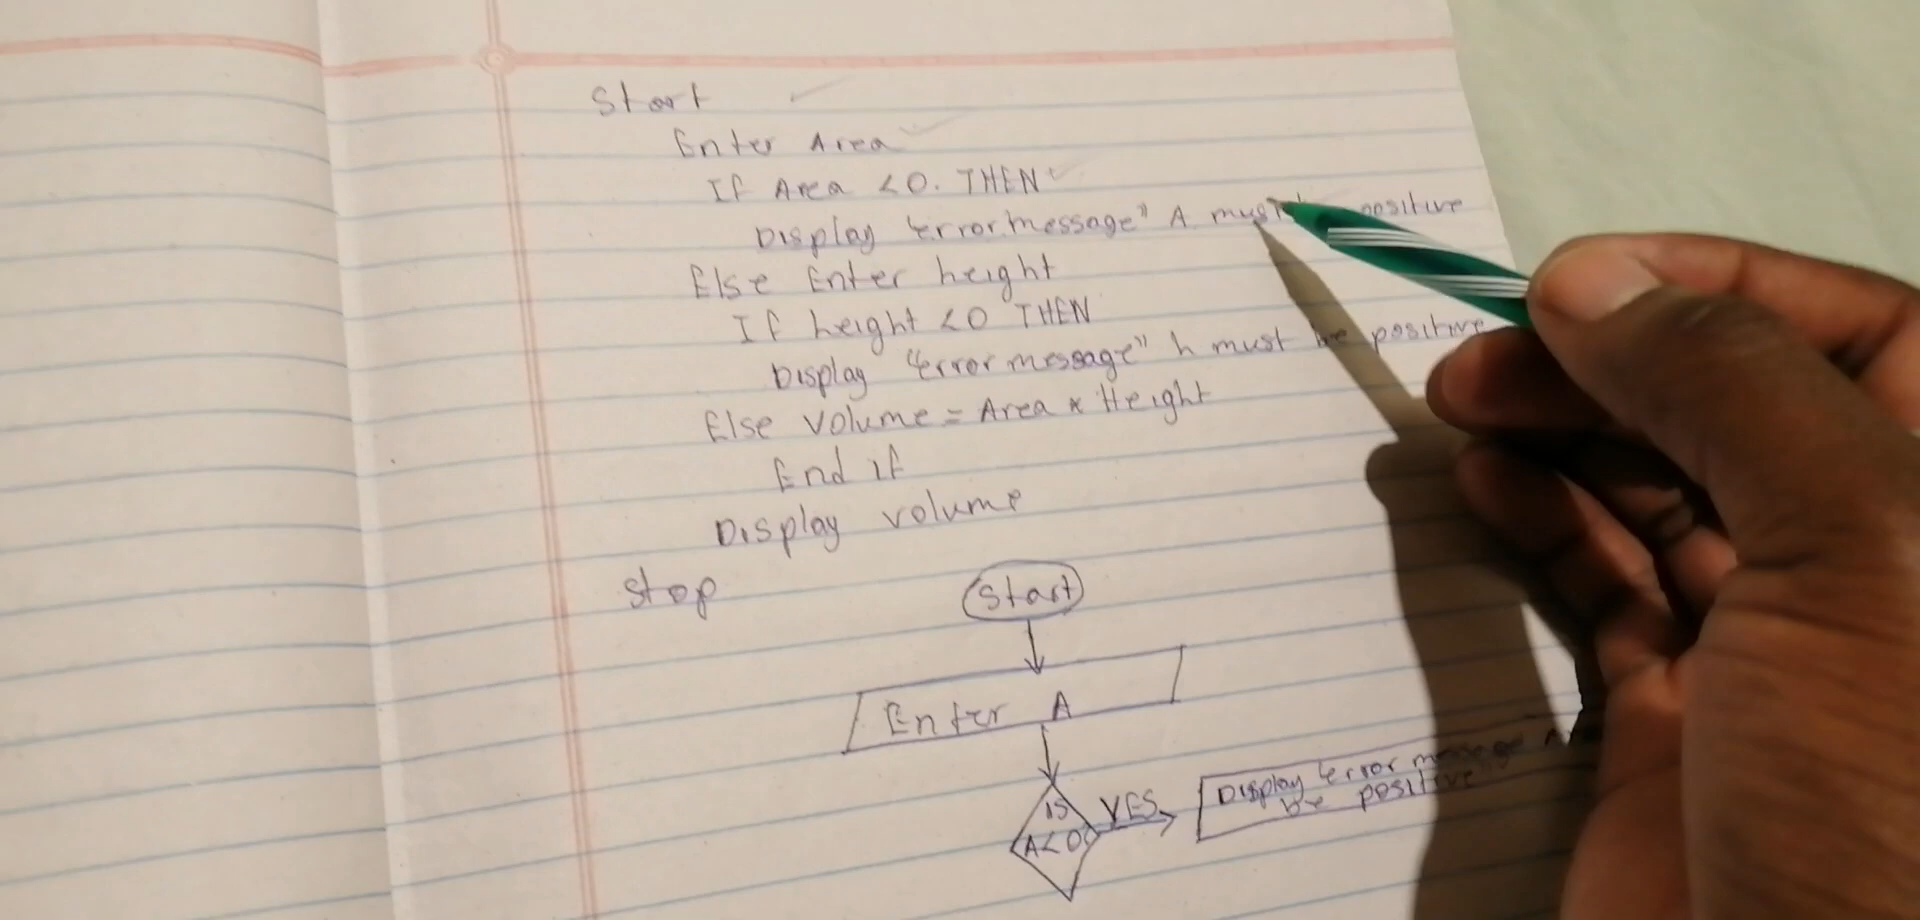 Start
Enter Area
If Area <0. THEN
Display "error message" A must positive
Else Enter height
If height <0 THEN
Display "error message" h must be positive
Else Volume = Area * Height
End if
Display volume
Stop
Start
Enter A
IS
A<0
YES
Display "error message
be positive"